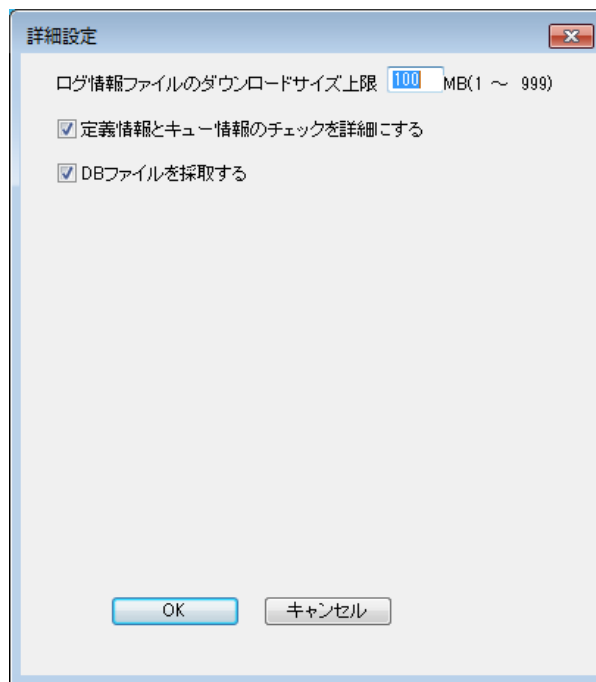 詳細設定
ログ情報ファイルのダウンロードサイズ上限 100 MB(1 ～ 999)
定義情報とキュー情報のチェックを詳細にする
DBファイルを採取する
OK キャンセル